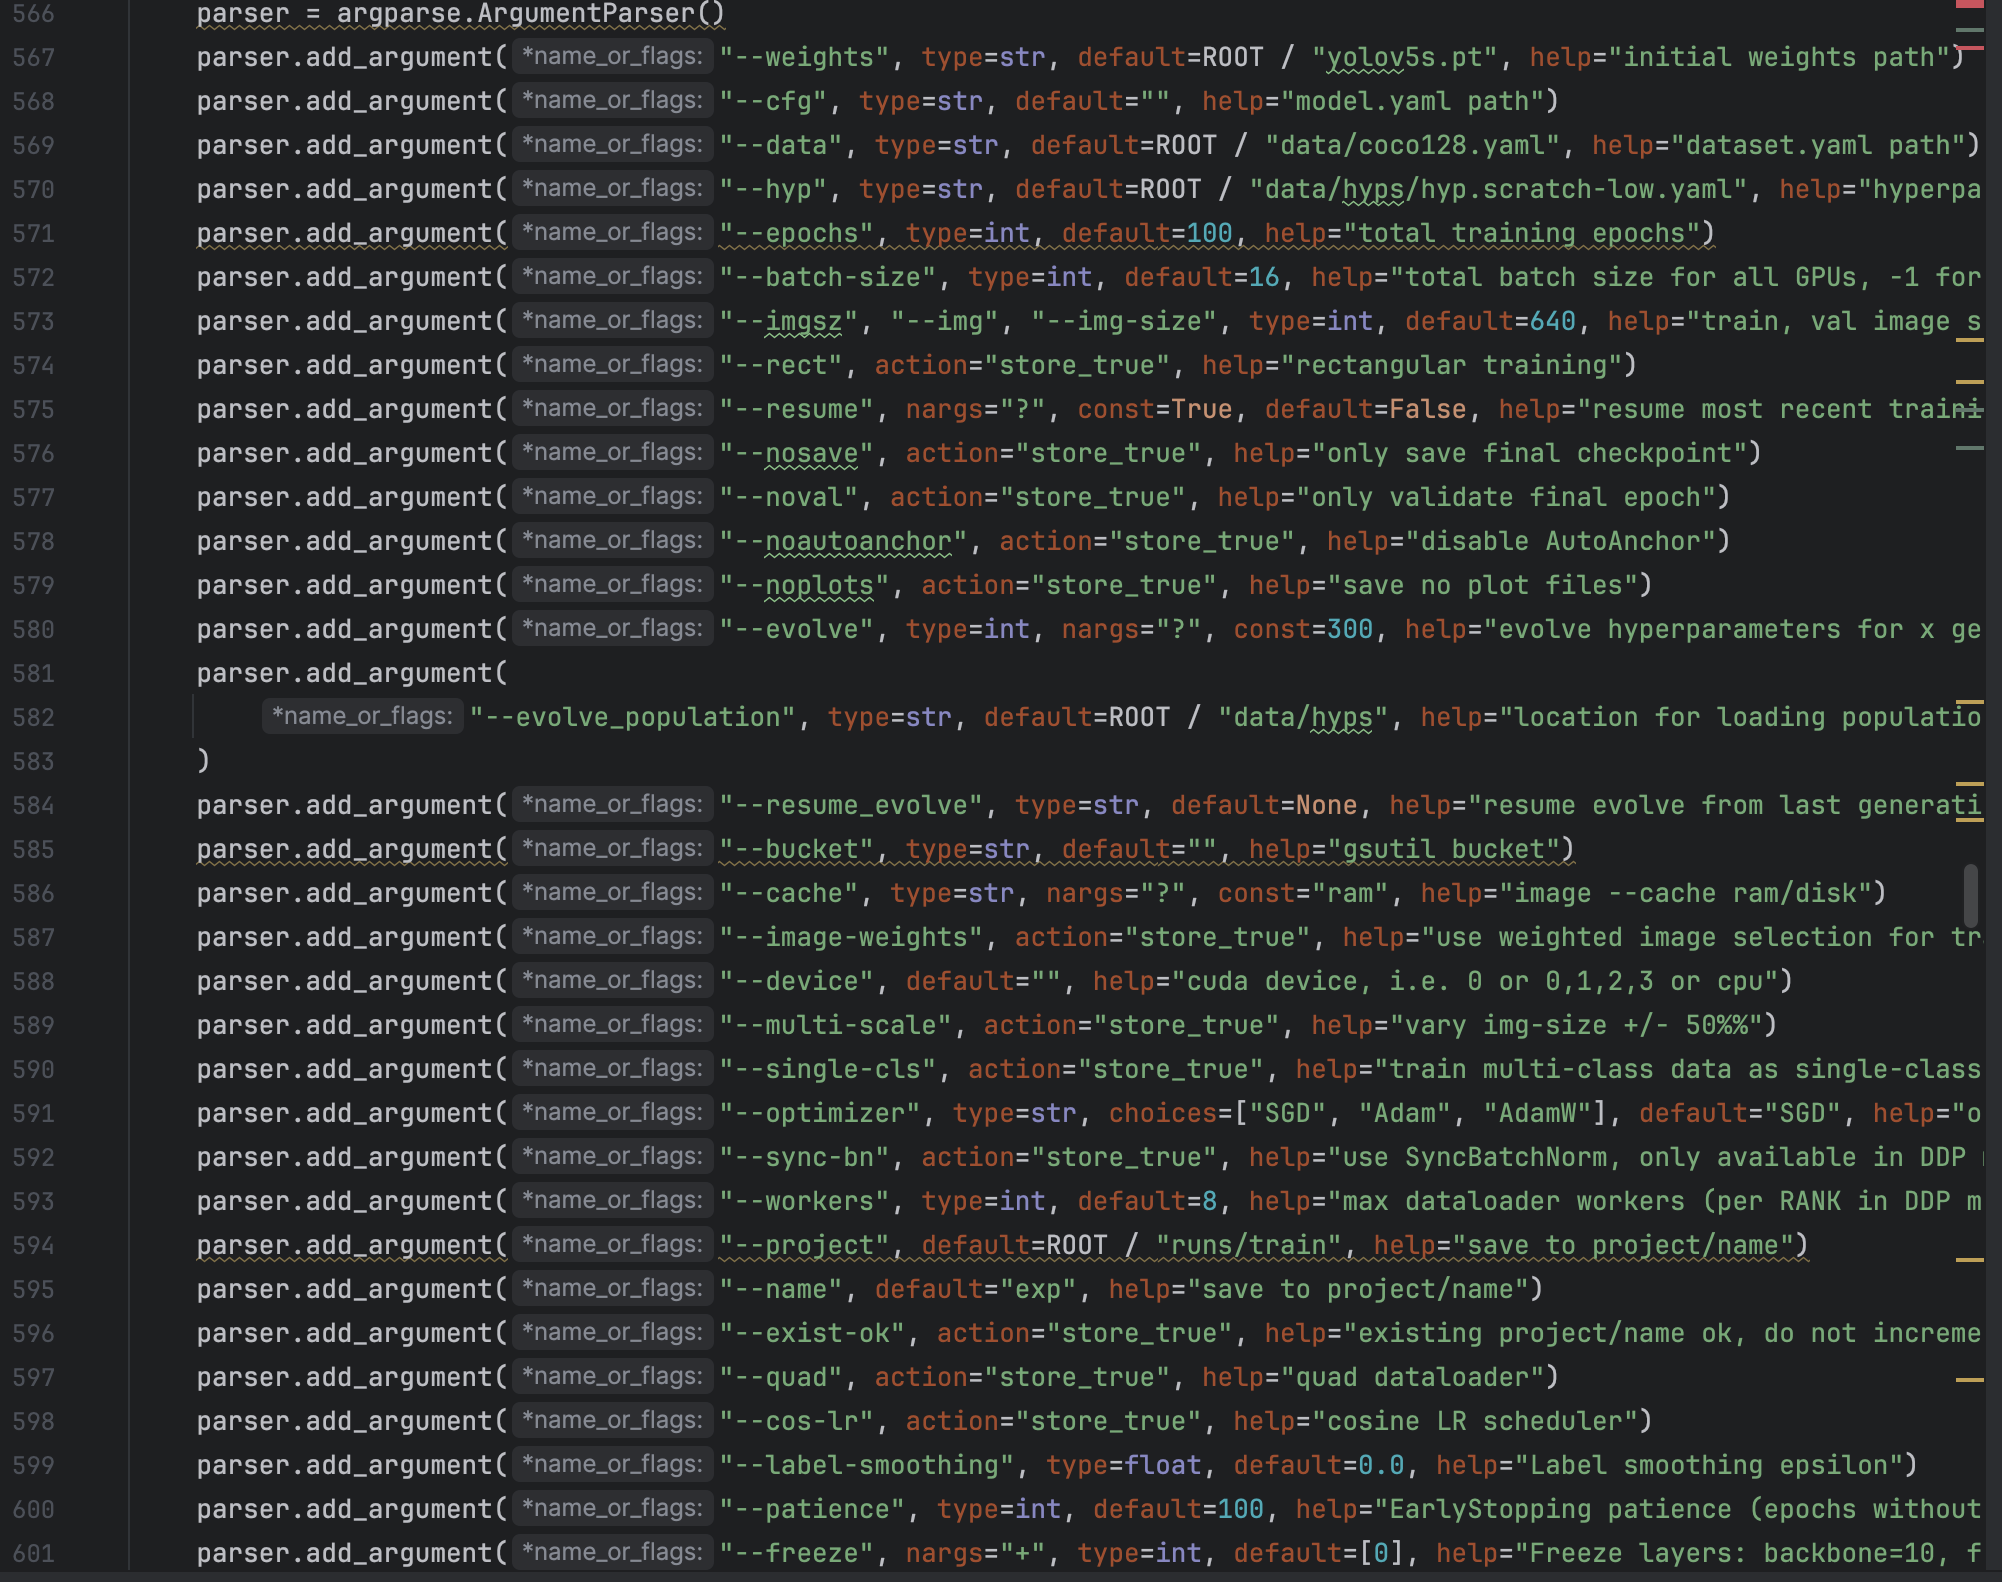 566 parser = argparse.ArgumentParser()
567 parser.add_argument( *name_or_flags: "--weights", type=str, default=ROOT / "yolov5s.pt", help="initial weights path")
568 parser.add_argument( *name_or_flags: "--cfg", type=str, default="", help="model.yaml path")
569 parser.add_argument( *name_or_flags: "--data", type=str, default=ROOT / "data/coco128.yaml", help="dataset.yaml path")
570 parser.add_argument( *name_or_flags: "--hyp", type=str, default=ROOT / "data/hyps/hyp.scratch-low.yaml", help="hyperpa
571 parser.add_argument( *name_or_flags: "--epochs", type=int, default=100, help="total training epochs")
572 parser.add_argument( *name_or_flags: "--batch-size", type=int, default=16, help="total batch size for all GPUs, -1 for
573 parser.add_argument( *name_or_flags: "--imgsz", "--img", "--img-size", type=int, default=640, help="train, val image s
574 parser.add_argument( *name_or_flags: "--rect", action="store_true", help="rectangular training")
575 parser.add_argument( *name_or_flags: "--resume", nargs="?", const=True, default=False, help="resume most recent traini
576 parser.add_argument( *name_or_flags: "--nosave", action="store_true", help="only save final checkpoint")
577 parser.add_argument( *name_or_flags: "--noval", action="store_true", help="only validate final epoch")
578 parser.add_argument( *name_or_flags: "--noautoanchor", action="store_true", help="disable AutoAnchor")
579 parser.add_argument( *name_or_flags: "--noplots", action="store_true", help="save no plot files")
580 parser.add_argument( *name_or_flags: "--evolve", type=int, nargs="?", const=300, help="evolve hyperparameters for x ge
581 parser.add_argument(
582 *name_or_flags: "--evolve_population", type=str, default=ROOT / "data/hyps", help="location for loading populatio
583 )
584 parser.add_argument( *name_or_flags: "--resume_evolve", type=str, default=None, help="resume evolve from last generati
585 parser.add_argument( *name_or_flags: "--bucket", type=str, default="", help="gsutil bucket")
586 parser.add_argument( *name_or_flags: "--cache", type=str, nargs="?", const="ram", help="image --cache ram/disk")
587 parser.add_argument( *name_or_flags: "--image-weights", action="store_true", help="use weighted image selection for tr
588 parser.add_argument( *name_or_flags: "--device", default="", help="cuda device, i.e. 0 or 0,1,2,3 or cpu")
589 parser.add_argument( *name_or_flags: "--multi-scale", action="store_true", help="vary img-size +/- 50%%")
590 parser.add_argument( *name_or_flags: "--single-cls", action="store_true", help="train multi-class data as single-class
591 parser.add_argument( *name_or_flags: "--optimizer", type=str, choices=["SGD", "Adam", "AdamW"], default="SGD", help="o
592 parser.add_argument( *name_or_flags: "--sync-bn", action="store_true", help="use SyncBatchNorm, only available in DDP
593 parser.add_argument( *name_or_flags: "--workers", type=int, default=8, help="max dataloader workers (per RANK in DDP m
594 parser.add_argument( *name_or_flags: "--project", default=ROOT / "runs/train", help="save to project/name")
595 parser.add_argument( *name_or_flags: "--name", default="exp", help="save to project/name")
596 parser.add_argument( *name_or_flags: "--exist-ok", action="store_true", help="existing project/name ok, do not increme
597 parser.add_argument( *name_or_flags: "--quad", action="store_true", help="quad dataloader")
598 parser.add_argument( *name_or_flags: "--cos-lr", action="store_true", help="cosine LR scheduler")
599 parser.add_argument( *name_or_flags: "--label-smoothing", type=float, default=0.0, help="Label smoothing epsilon")
600 parser.add_argument( *name_or_flags: "--patience", type=int, default=100, help="EarlyStopping patience (epochs without
601 parser.add_argument( *name_or_flags: "--freeze", nargs="+", type=int, default=[0], help="Freeze layers: backbone=10, f